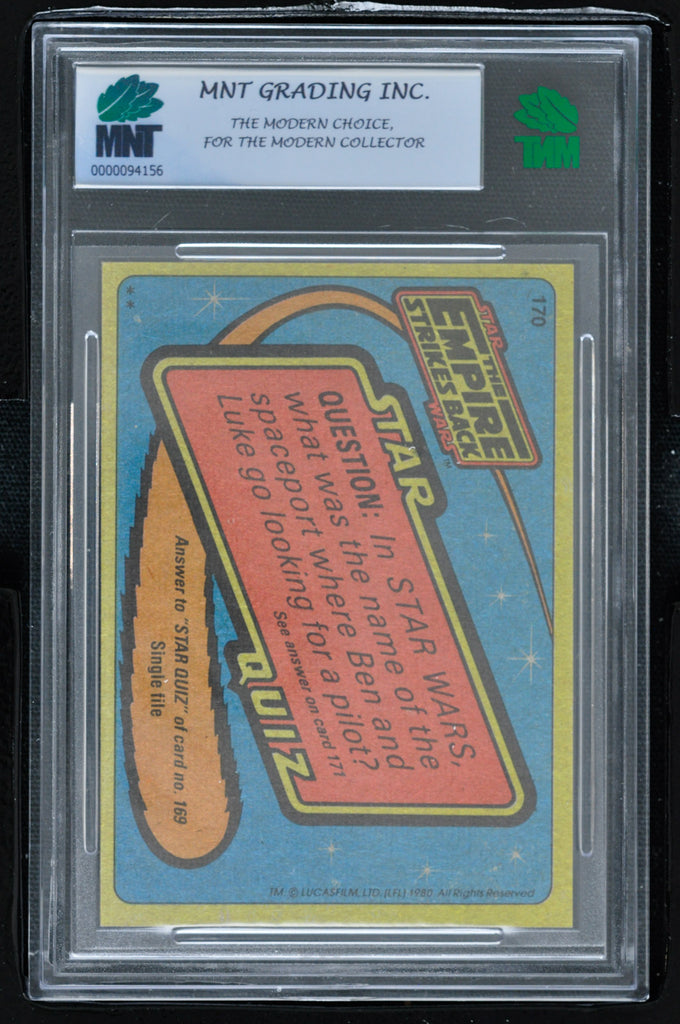 MNT GRADING INC.
THE MODERN CHOICE,
FOR THE MODERN COLLECTOR
MNT
0000094156
MNT
170
STAR
THE
EMPIRE
STRIKES BACK
WARS™
STAR
QUESTION: In STAR WARS,
what was the name of the
spaceport where Ben and
Luke go looking for a pilot?
See answer on card 171
QUIZ
Answer to "STAR QUIZ" of card no. 169
Single file
**
TM. © LUCASFILM, LTD. (LFL) 1980. All Rights Reserved